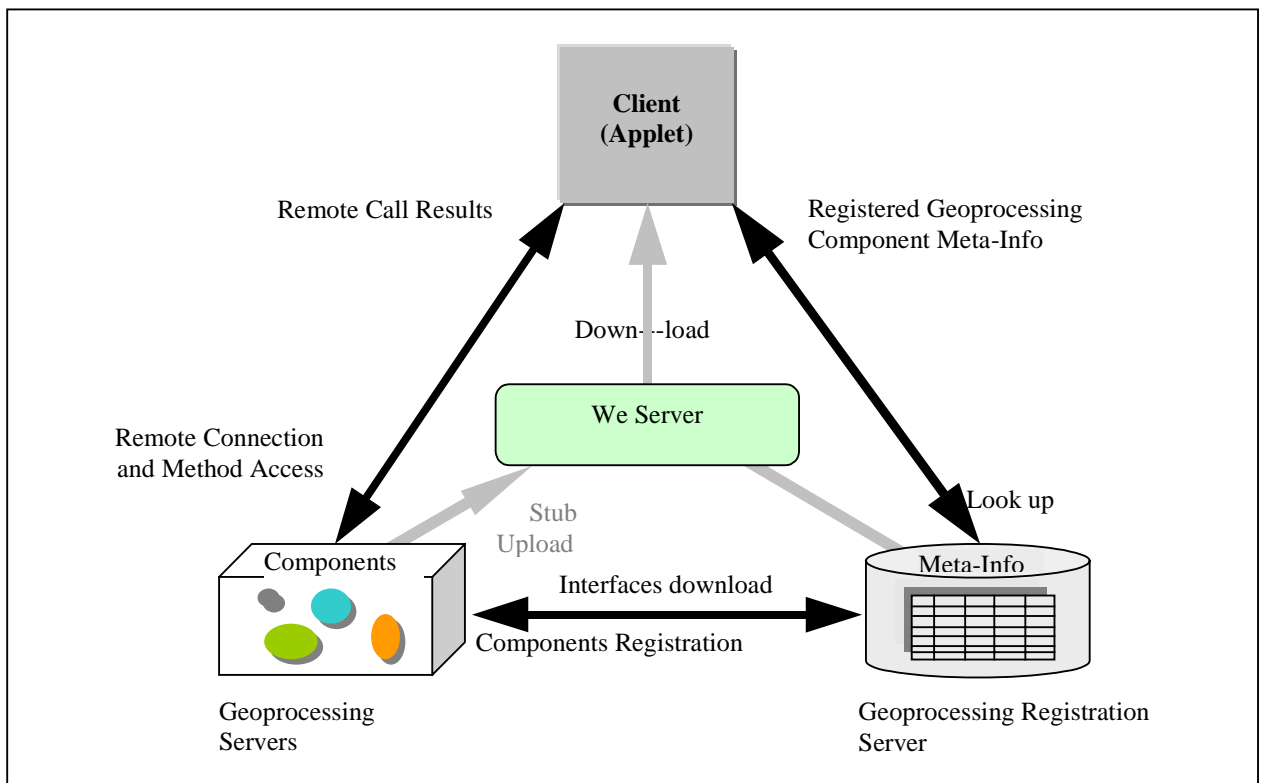 Client
(Applet)
Remote Call Results
Registered Geoprocessing
Component Meta-Info
Down---load
We Server
Remote Connection
and Method Access
Look up
Stub
Upload
Components
Meta-Info
Interfaces download
Components Registration
Geoprocessing
Servers
Geoprocessing Registration
Server